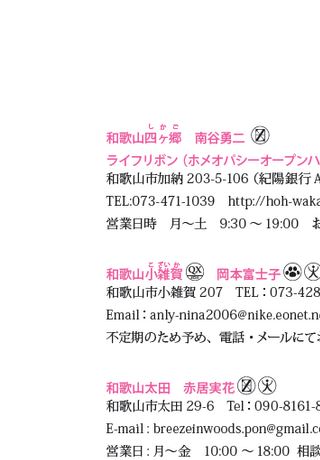 しかご
和歌山四ヶ郷 南谷勇二
ライフリボン（ホメオパシーオープンハ
和歌山市加納 203-5-106（紀陽銀行
TEL:073-471-1039 http://hoh-waka
営業日時 月〜土 9:30 〜 19:00 お
こざいか
和歌山小雑賀 QX 岡本富士子
和歌山市小雑賀 207 TEL：073-428
Email：anly-nina2006@nike.eonet.ne
不定期のため予め、電話・メールにてお
和歌山太田 赤居実花
和歌山市太田 29-6 Tel：090-8161-8
E-mail : breezeinwoods.pon@gmail.c
営業日：月〜金 10:00 〜 18:00 相談